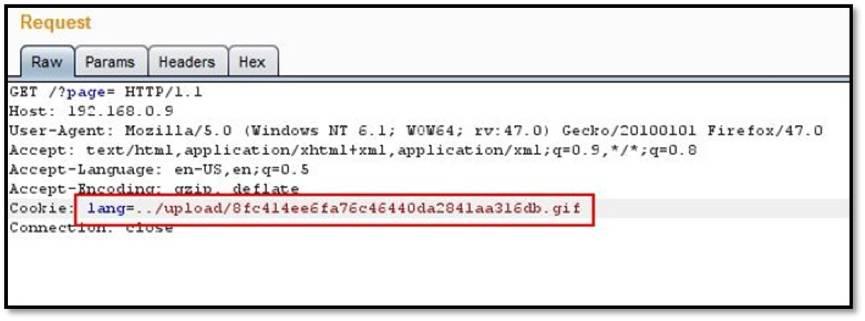 Request
Raw Params Headers Hex
GET /?page= HTTP/1.1
Host: 192.168.0.9
User-Agent: Mozilla/5.0 (Windows NT 6.1; WOW64; rv:47.0) Gecko/20100101 Firefox/47.0
Accept: text/html,application/xhtml+xml,application/xml;q=0.9,*/*;q=0.8
Accept-Language: en-US,en;q=0.5
Accept-Encoding: gzip, deflate
Cookie: lang=../upload/8fc414ee6fa76c46440da2841aa316db.gif
Connection: close